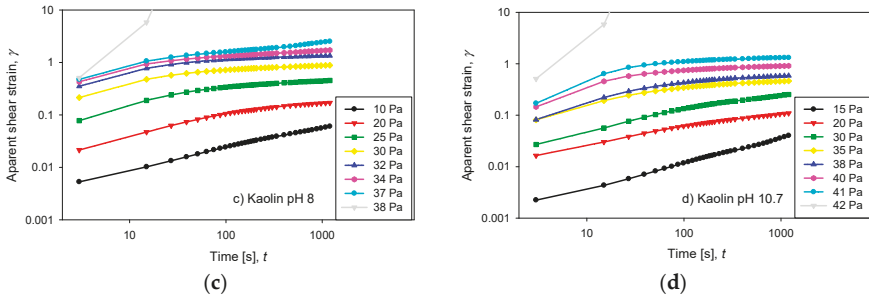 10
1
0.1
0.01
0.001
Apparent shear strain, γ
10 Pa
20 Pa
25 Pa
30 Pa
32 Pa
34 Pa
37 Pa
38 Pa
c) Kaolin pH 8
10
100
1000
Time [s], t
(c)
10
1
0.1
0.01
0.001
Apparent shear strain, γ
15 Pa
20 Pa
30 Pa
35 Pa
38 Pa
40 Pa
41 Pa
42 Pa
d) Kaolin pH 10.7
10
100
1000
Time [s], t
(d)